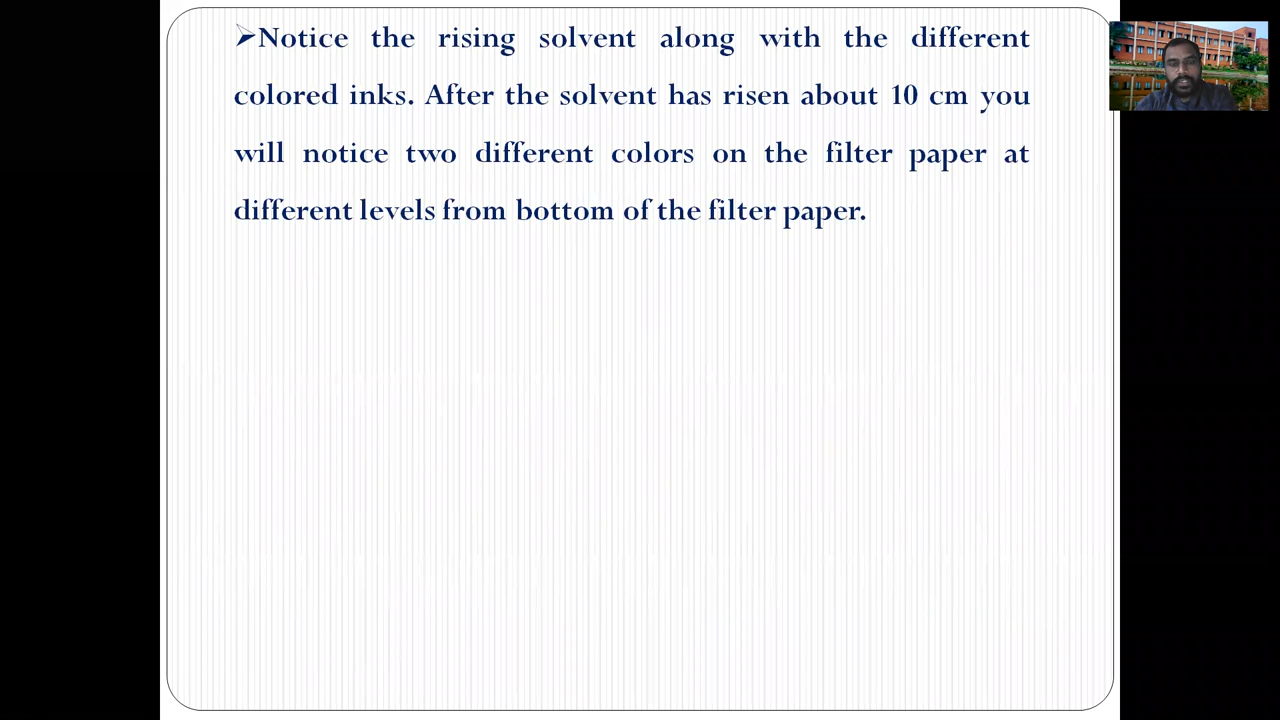 ➢Notice the rising solvent along with the different
colored inks. After the solvent has risen about 10 cm you
will notice two different colors on the filter paper at
different levels from bottom of the filter paper.